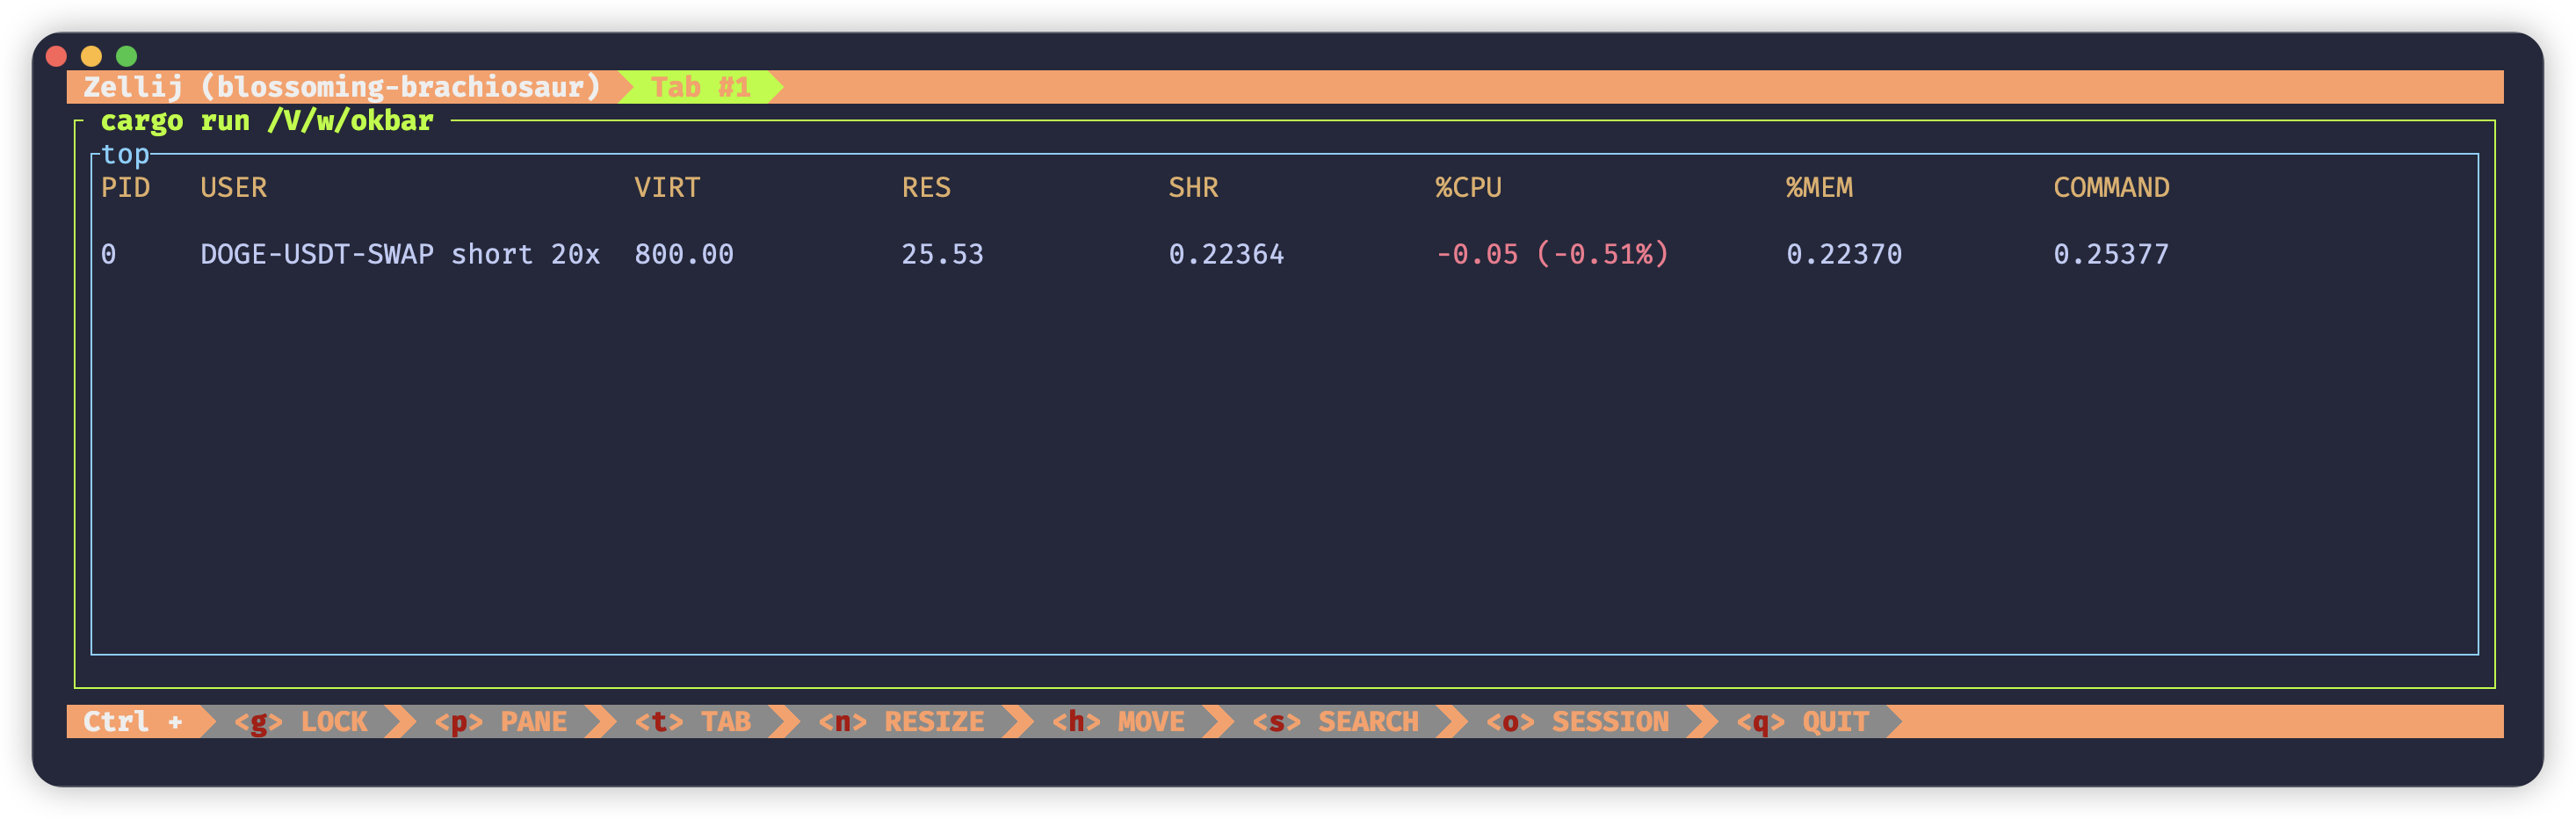 Zellij (blossoming-brachiosaur) Tab #1
cargo run /V/w/okbar
top
PID USER VIRT RES SHR %CPU %MEM COMMAND
0 DOGE-USDT-SWAP short 20x 800.00 25.53 0.22364 -0.05 (-0.51%) 0.22370 0.25377
Ctrl + <g> LOCK <p> PANE <t> TAB <n> RESIZE <h> MOVE <s> SEARCH <o> SESSION <q> QUIT